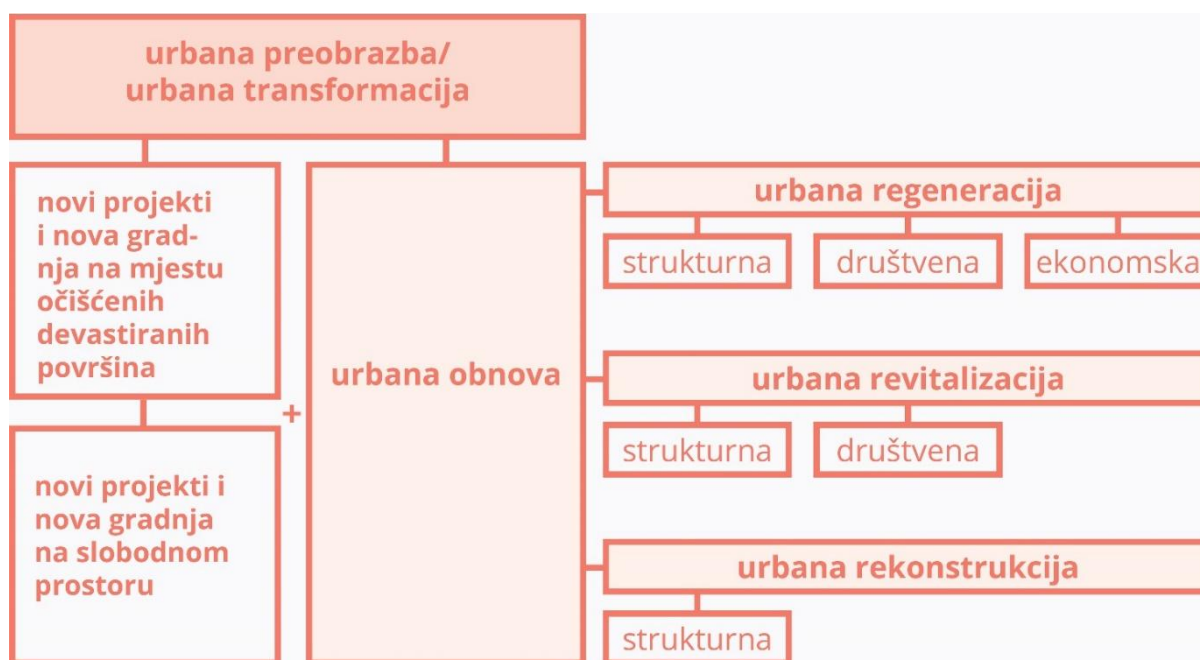 urbana preobrazba/
urbana transformacija
novi projekti
i nova grad-
nja na mjestu
očišćenih
devastiranih
površina
+
novi projekti i
nova gradnja
na slobodnom
prostoru
urbana obnova
urbana regeneracija
strukturna
društvena
ekonomska
urbana revitalizacija
strukturna
društvena
urbana rekonstrukcija
strukturna